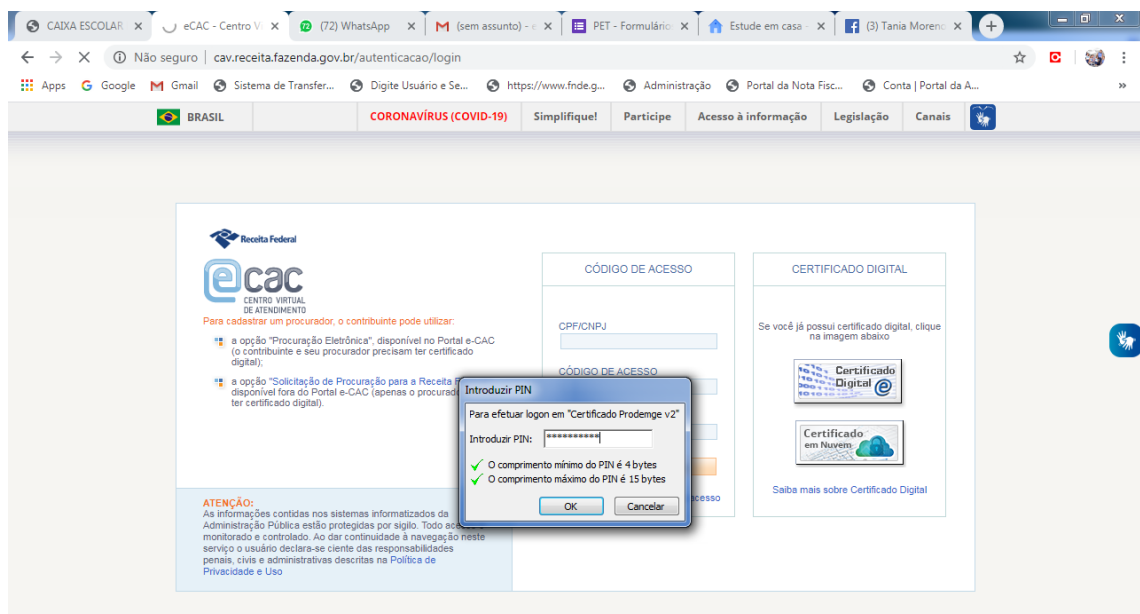 CAIXA ESCOLAR
eCAC - Centro V
(72) WhatsApp
(sem assunto) - e
PET - Formulário
Estude em casa -
(3) Tania Morenc
Não seguro | cav.receita.fazenda.gov.br/autenticacao/login
Apps Google Gmail Sistema de Transfer... Digite Usuário e Se... https://www.fnde.g... Administração Portal da Nota Fisc... Conta | Portal da A... »
BRASIL CORONAVÍRUS (COVID-19) Simplifique! Participe Acesso à informação Legislação Canais
Receita Federal
ecac
CENTRO VIRTUAL
DE ATENDIMENTO
Para cadastrar um procurador, o contribuinte pode utilizar:
a opção "Procuração Eletrônica", disponível no Portal e-CAC
(o contribuinte e seu procurador precisam ter certificado
digital);
a opção "Solicitação de Procuração para a Receita F
disponível fora do Portal e-CAC (apenas o procurado
ter certificado digital).
ATENÇÃO:
As informações contidas nos sistemas informatizados da
Administração Pública estão protegidas por sigilo. Todo acesso é
monitorado e controlado. Ao dar continuidade à navegação neste
serviço o usuário declara-se ciente das responsabilidades
penais, civis e administrativas descritas na Política de
Privacidade e Uso
CÓDIGO DE ACESSO
CPF/CNPJ
CÓDIGO DE ACESSO
acesso
Introduzir PIN
Para efetuar logon em "Certificado Prodemge v2"
Introduzir PIN: **********
O comprimento mínimo do PIN é 4 bytes
O comprimento máximo do PIN é 15 bytes
OK Cancelar
CERTIFICADO DIGITAL
Se você já possui certificado digital, clique
na imagem abaixo
Certificado
Digital
Certificado
em Nuvem
Saiba mais sobre Certificado Digital